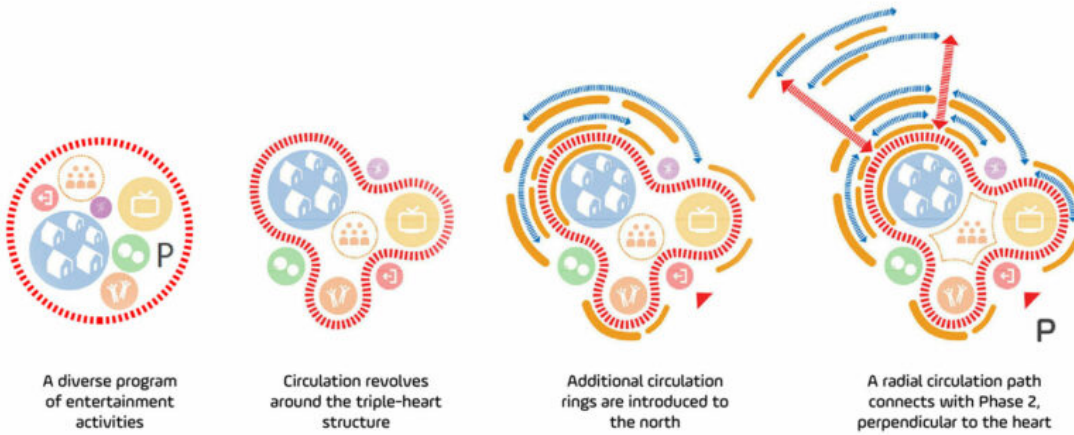 P
P
A diverse program
of entertainment
activities
Circulation revolves
around the triple-heart
structure
Additional circulation
rings are introduced to
the north
A radial circulation path
connects with Phase 2,
perpendicular to the heart